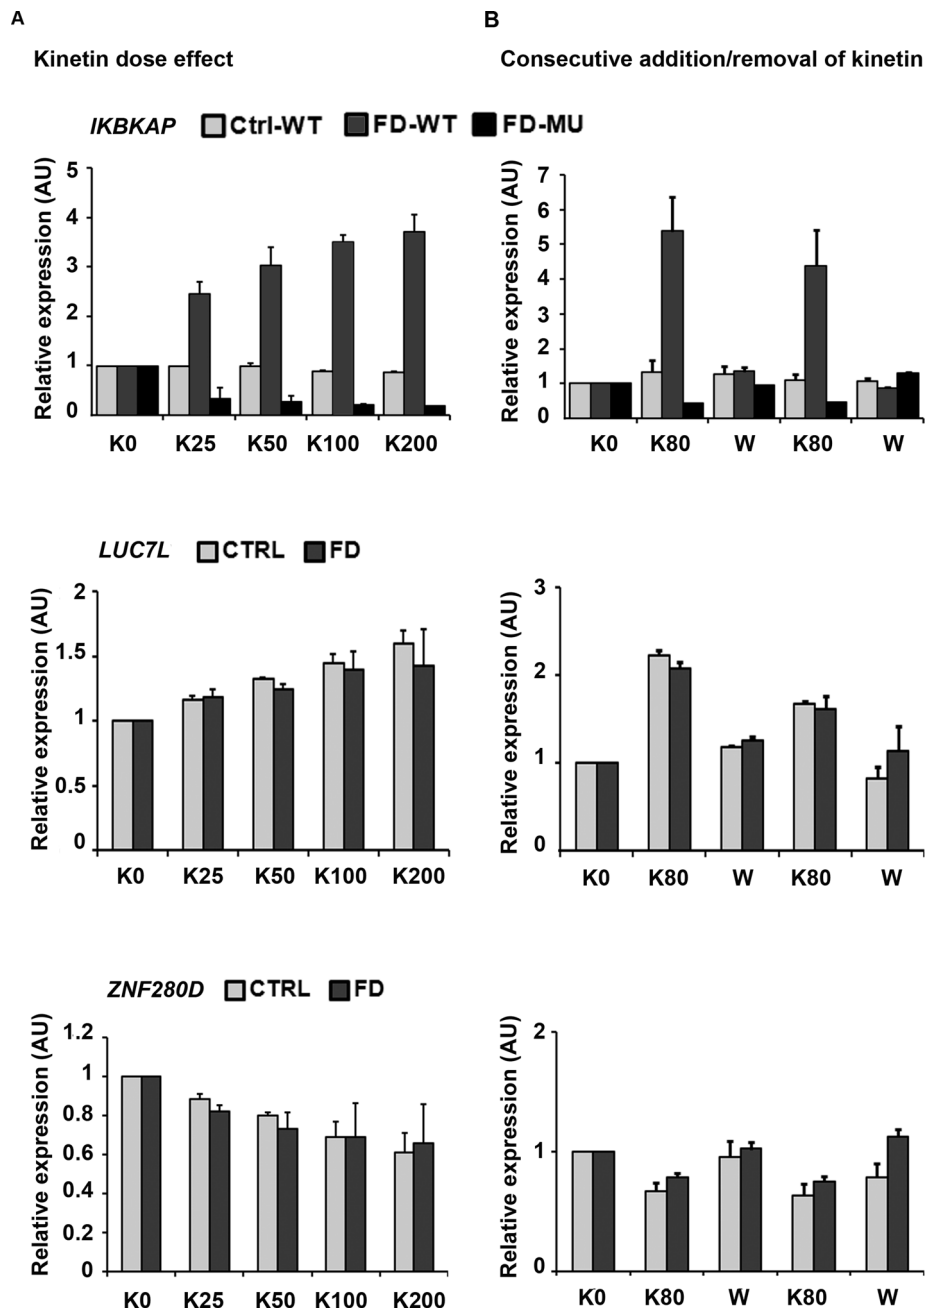 A
B
Kinetin dose effect
Consecutive addition/removal of kinetin
IKBKAP Ctrl-WT FD-WT FD-MU
Relative expression (AU)
5
4
3
2
1
0
K0 K25 K50 K100 K200
Relative expression (AU)
7
6
5
4
3
2
1
0
K0 K80 W K80 W
LUC7L CTRL FD
Relative expression (AU)
2
1.5
1
0.5
0
K0 K25 K50 K100 K200
Relative expression (AU)
3
2
1
0
K0 K80 W K80 W
ZNF280D CTRL FD
Relative expression (AU)
1.2
1
0.8
0.6
0.4
0.2
0
K0 K25 K50 K100 K200
Relative expression (AU)
2
1
0
K0 K80 W K80 W